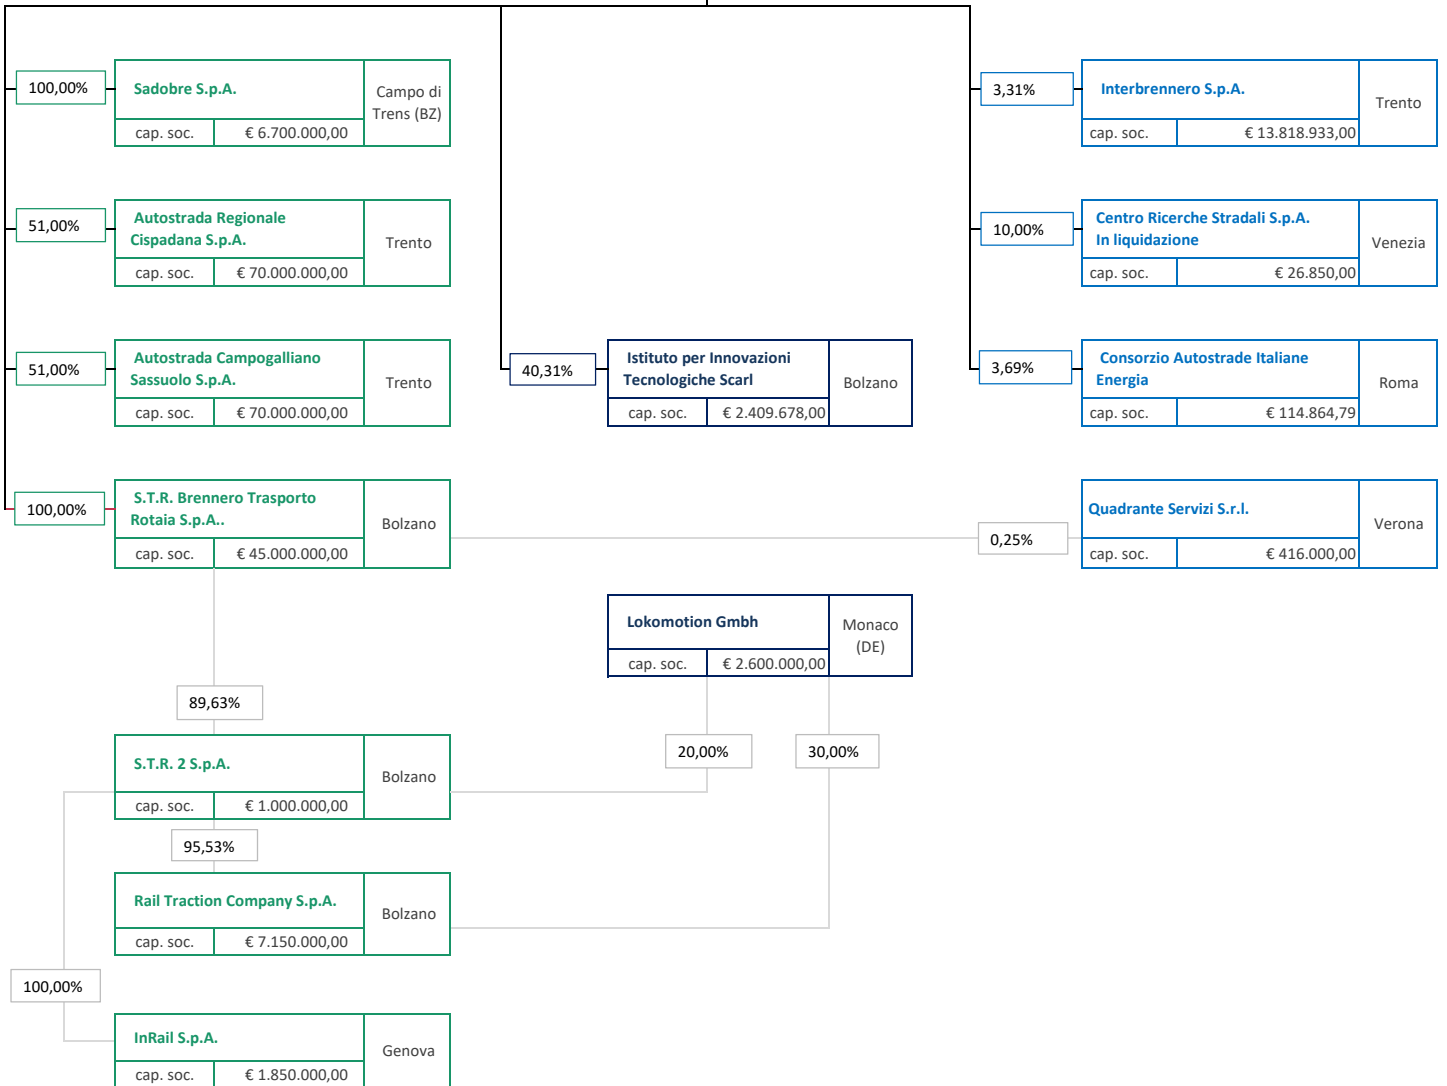 100,00%
Sadobre S.p.A.
Campo di
Trens (BZ)
cap. soc.
€ 6.700.000,00
3,31%
Interbrennero S.p.A.
Trento
cap. soc.
€ 13.818.933,00
51,00%
Autostrada Regionale
Cispadana S.p.A.
Trento
cap. soc.
€ 70.000.000,00
10,00%
Centro Ricerche Stradali S.p.A.
In liquidazione
Venezia
cap. soc.
€ 26.850,00
51,00%
Autostrada Campogalliano
Sassuolo S.p.A.
Trento
cap. soc.
€ 70.000.000,00
40,31%
Istituto per Innovazioni
Tecnologiche Scarl
Bolzano
cap. soc.
€ 2.409.678,00
3,69%
Consorzio Autostrade Italiane
Energia
Roma
cap. soc.
€ 114.864,79
100,00%
S.T.R. Brennero Trasporto
Rotaia S.p.A..
Bolzano
cap. soc.
€ 45.000.000,00
0,25%
Quadrante Servizi S.r.l.
Verona
cap. soc.
€ 416.000,00
Lokomotion Gmbh
Monaco
(DE)
cap. soc.
€ 2.600.000,00
89,63%
20,00%
30,00%
S.T.R. 2 S.p.A.
Bolzano
cap. soc.
€ 1.000.000,00
95,53%
Rail Traction Company S.p.A.
Bolzano
cap. soc.
€ 7.150.000,00
100,00%
InRail S.p.A.
Genova
cap. soc.
€ 1.850.000,00